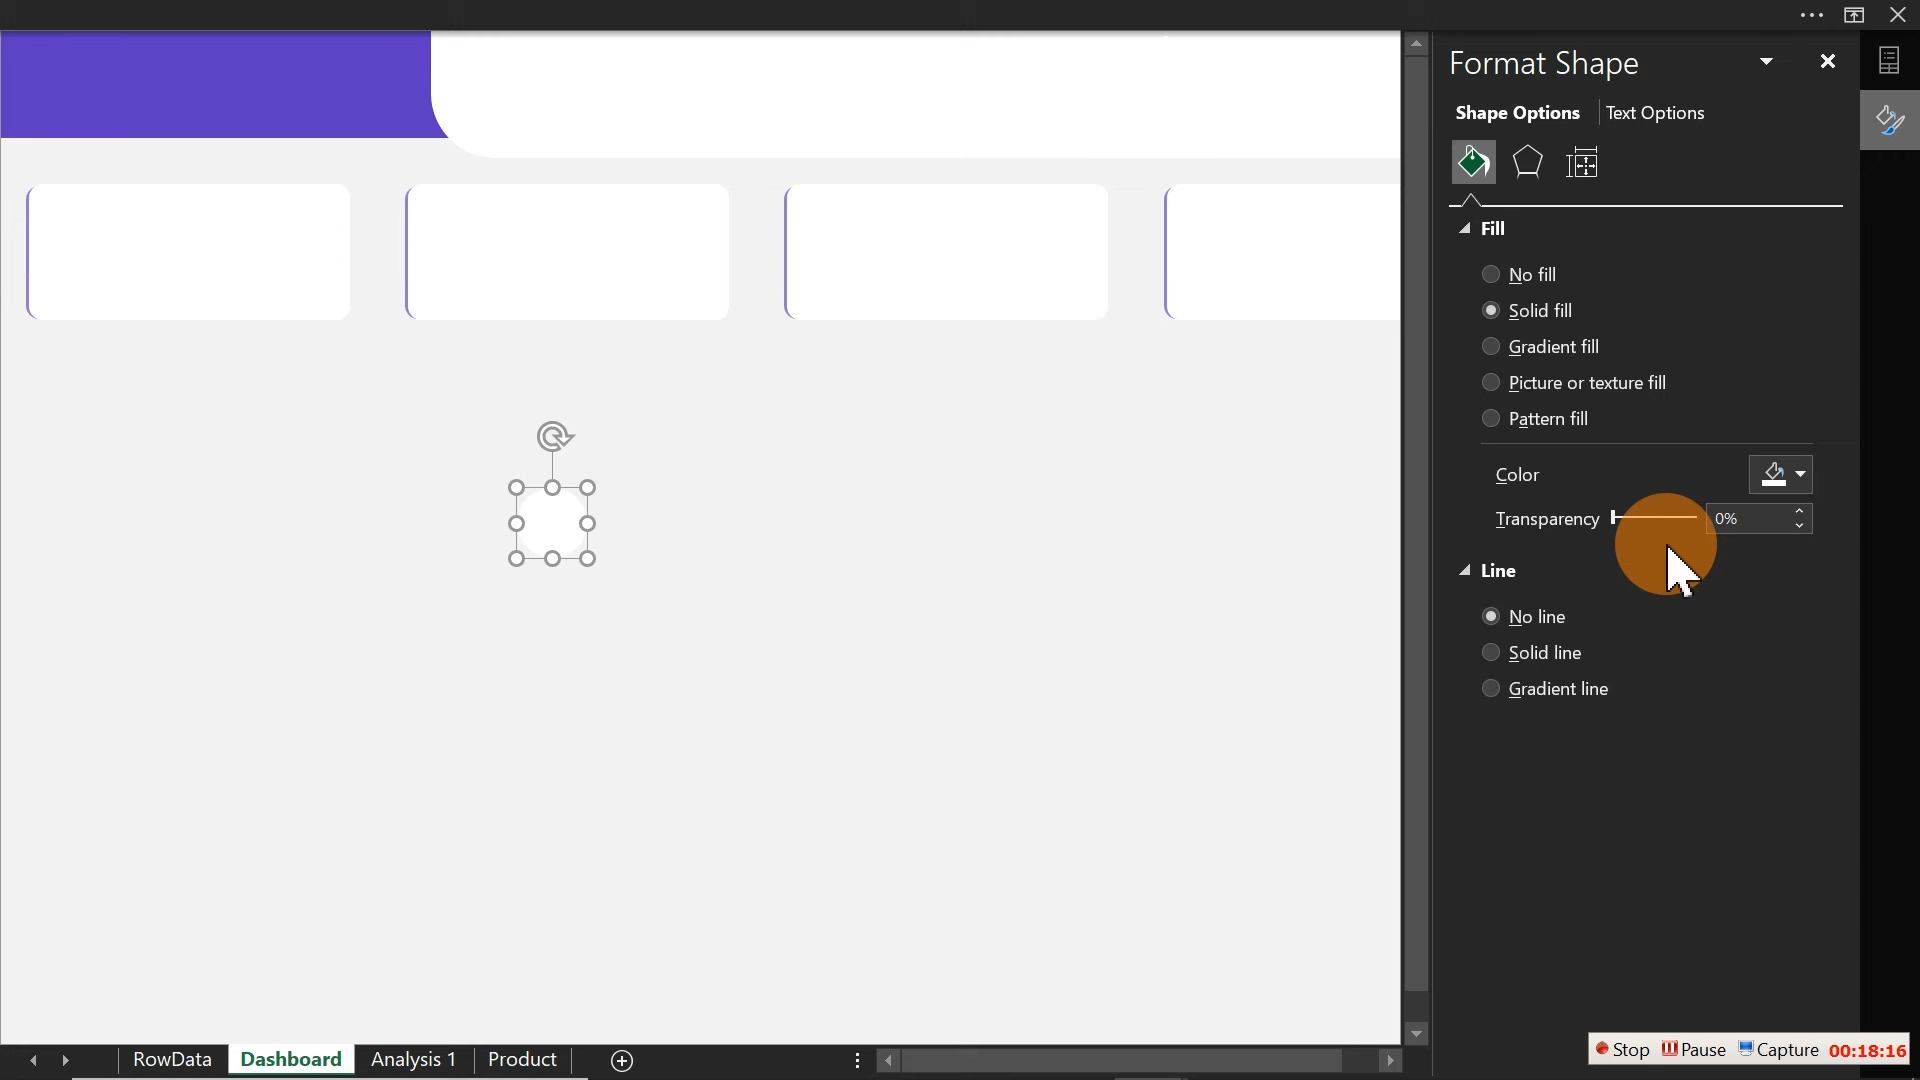 Format Shape
Shape Options
Text Options
Fill
No fill
Solid fill
Gradient fill
Picture or texture fill
Pattern fill
Color
Transparency
0%
Line
No line
Solid line
Gradient line
RowData
Dashboard
Analysis 1
Product
Stop
Pause
Capture
00:18:16